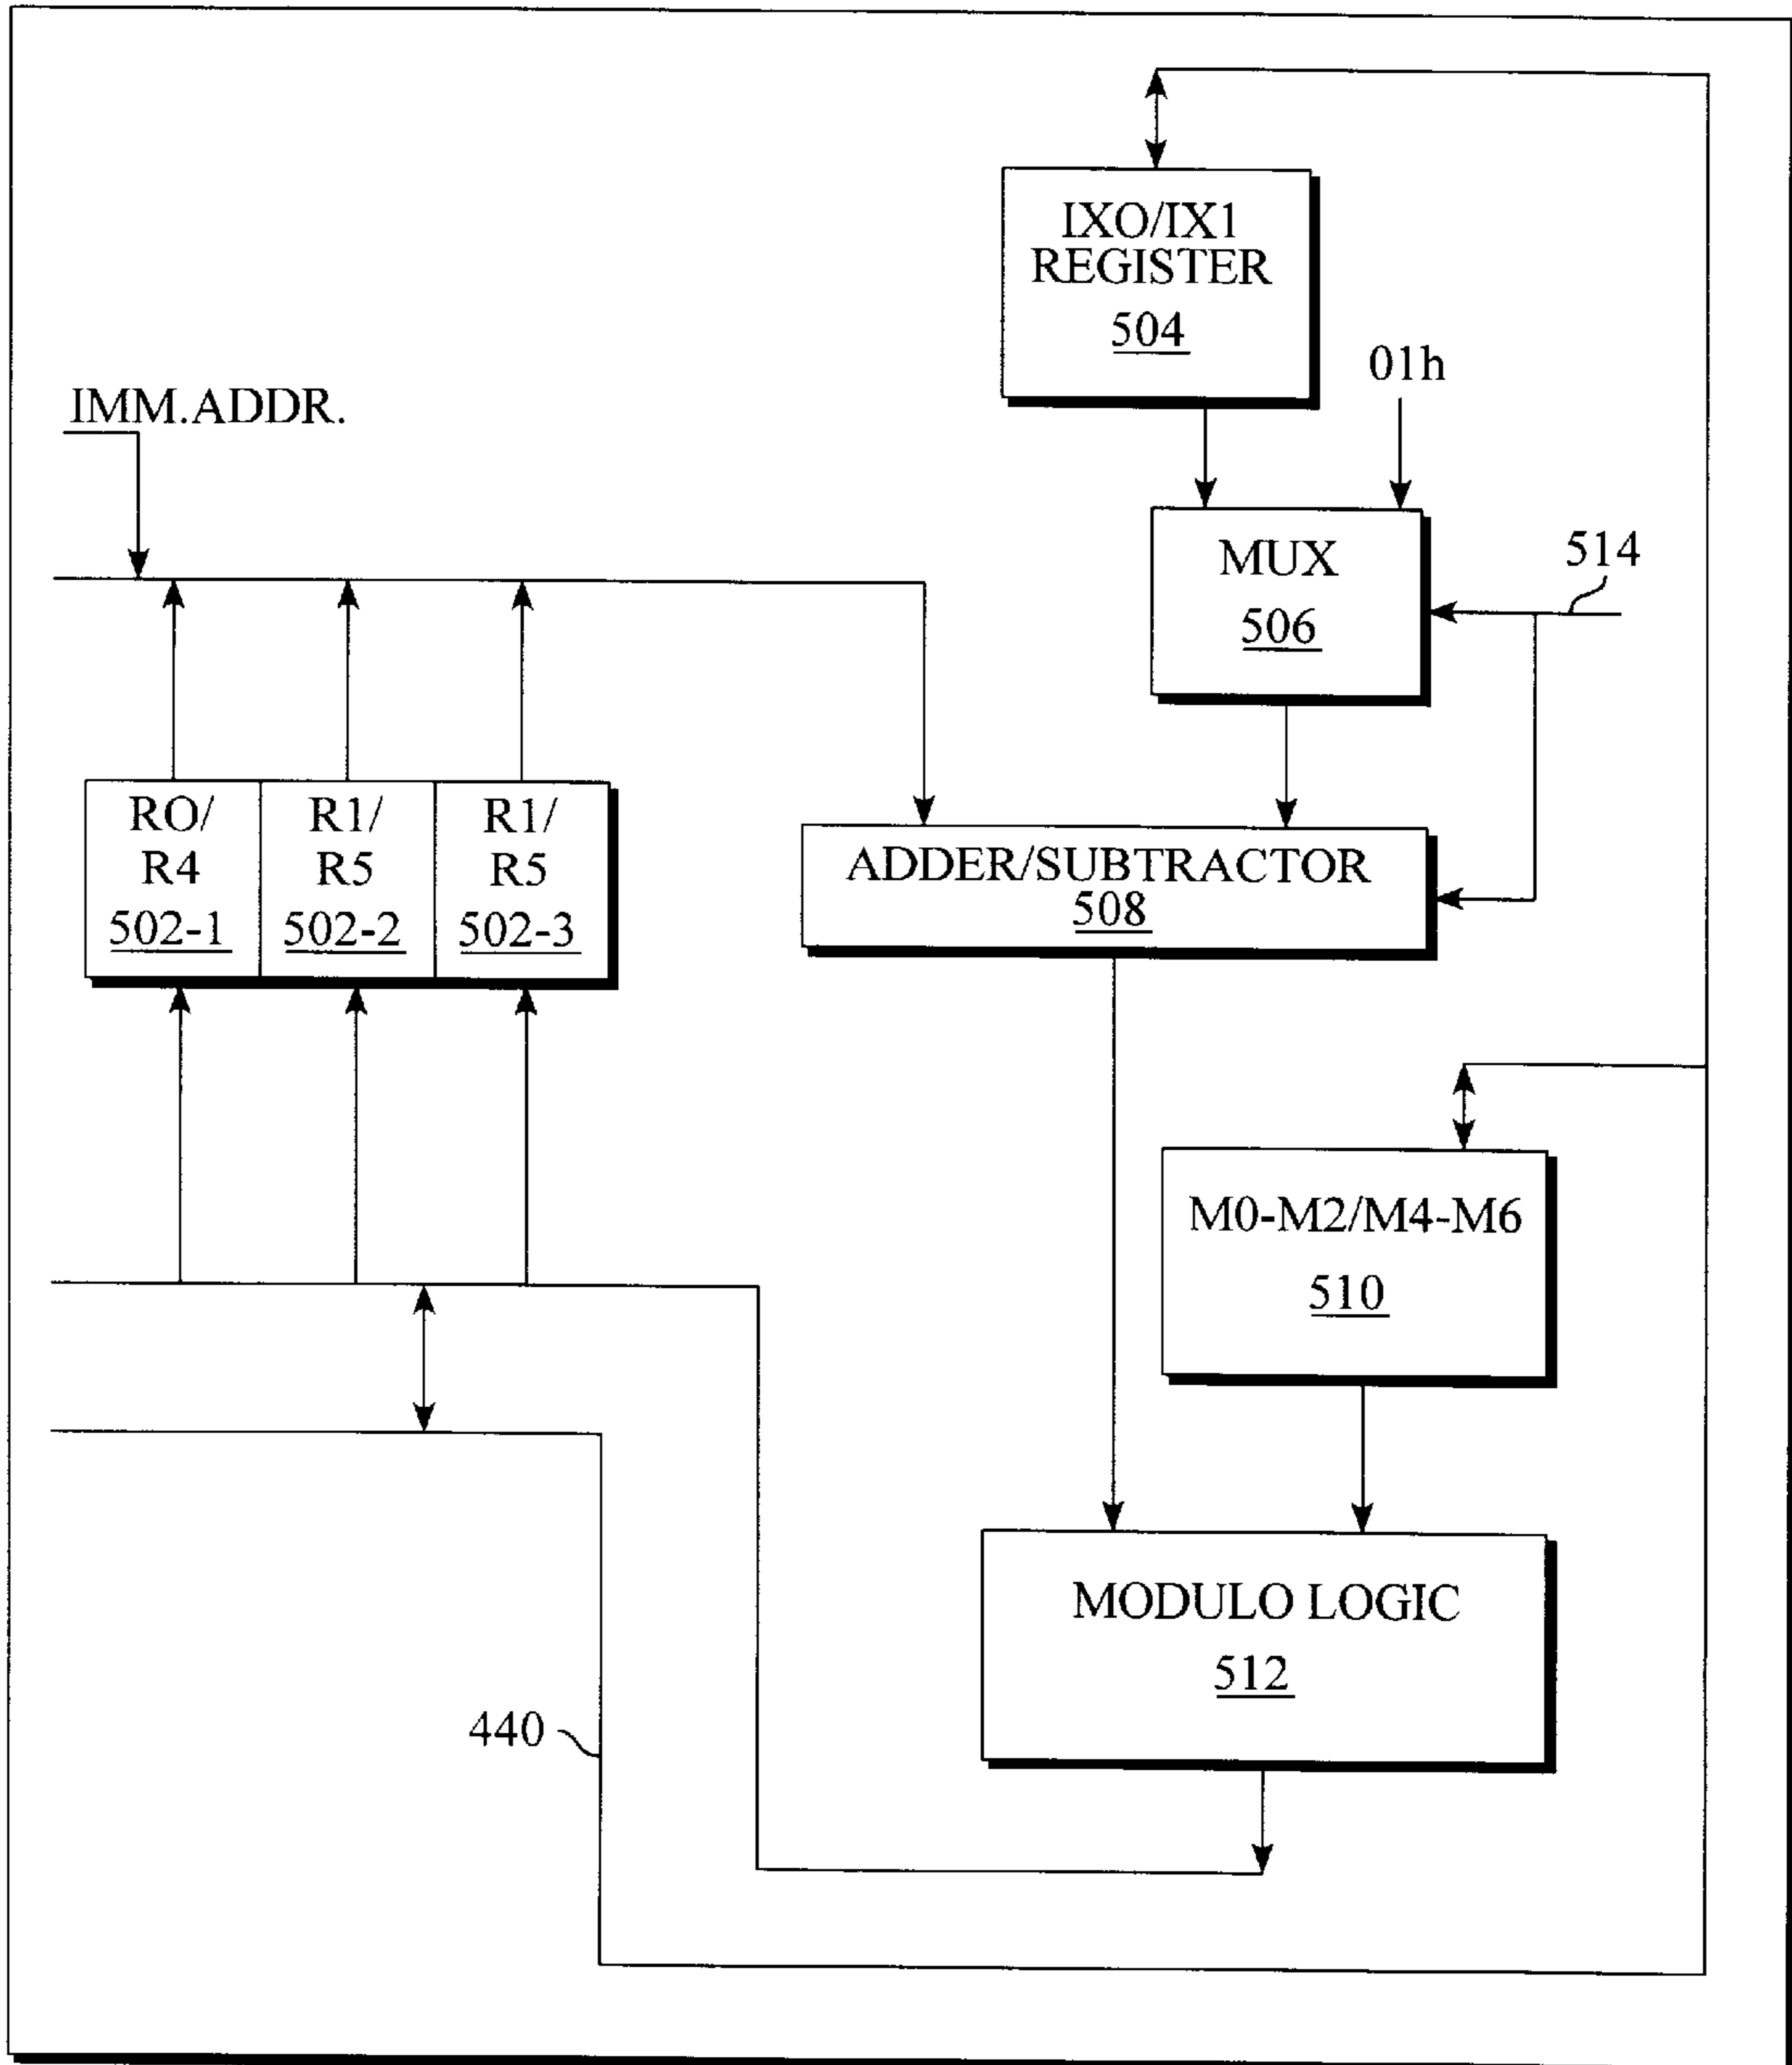 IXO/IX1
REGISTER
504
01h
IMM.ADDR.
MUX
506
514
RO/
R4
502-1
R1/
R5
502-2
R1/
R5
502-3
ADDER/SUBTRACTOR
508
M0-M2/M4-M6
510
MODULO LOGIC
512
440